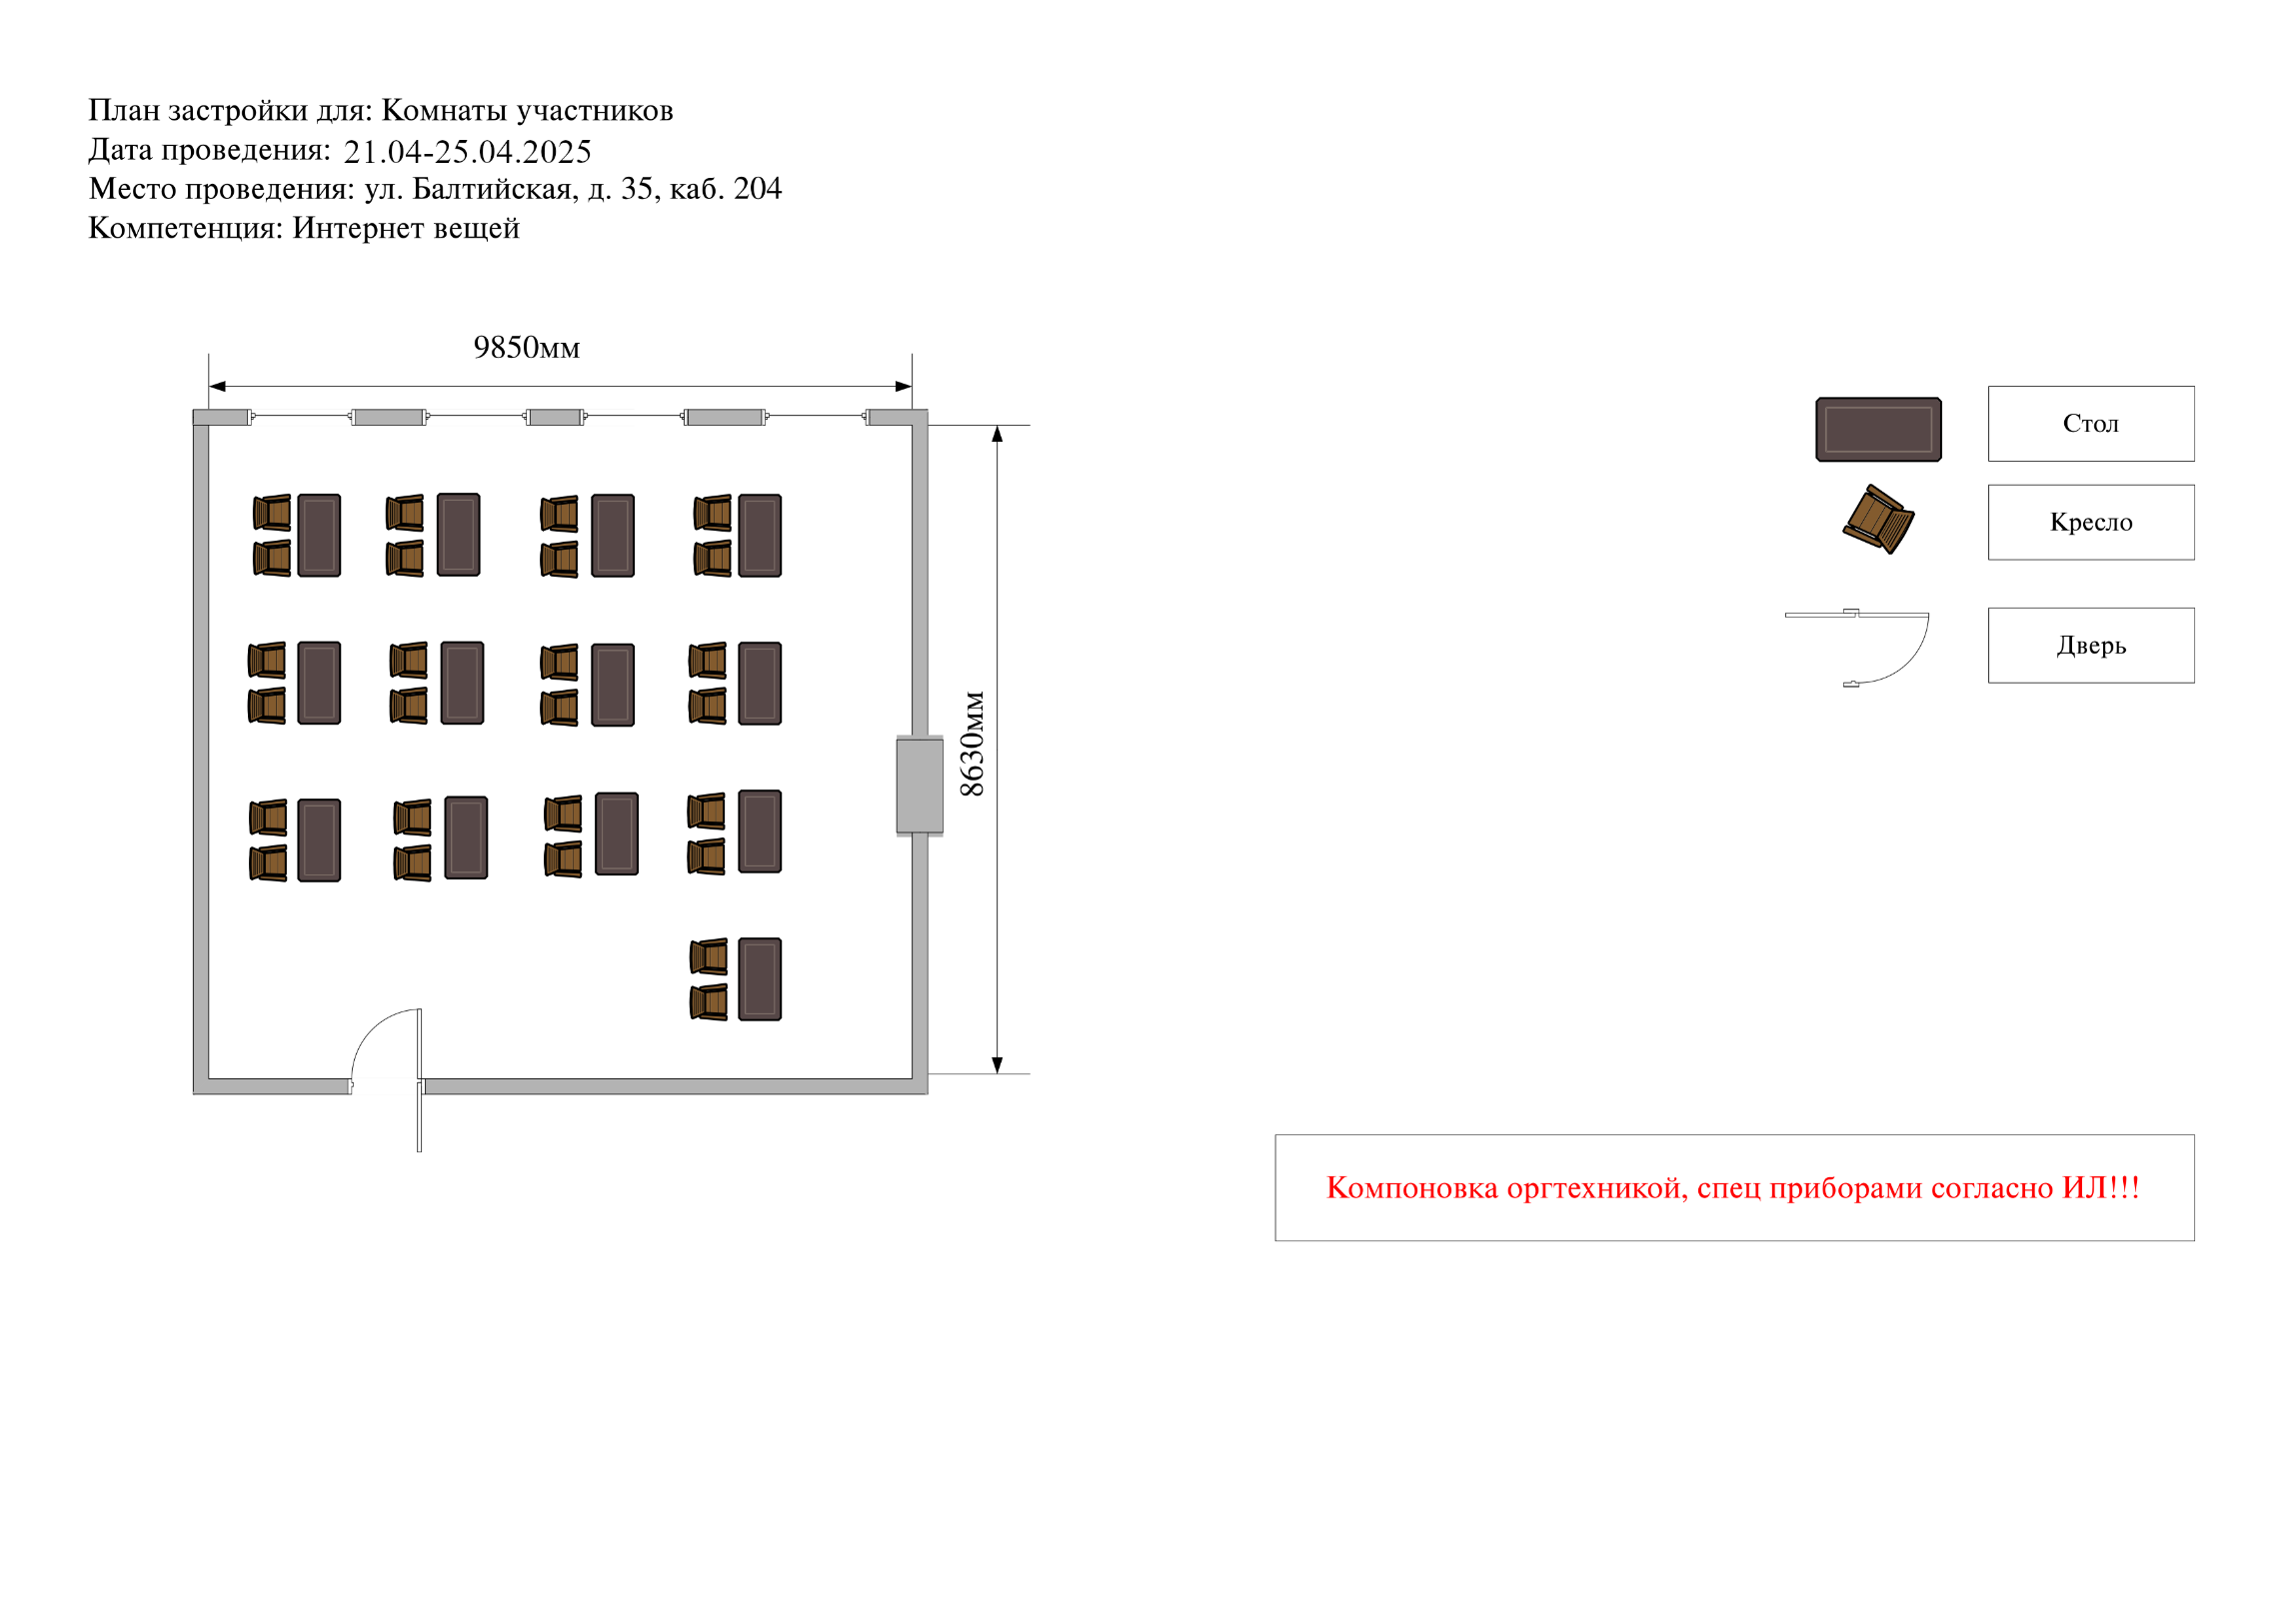 План застройки для: Комнаты участников
Дата проведения: 21.04-25.04.2025
Место проведения: ул. Балтийская, д. 35, каб. 204
Компетенция: Интернет вещей
9850мм
8630мм
Стол
Кресло
Дверь
Компоновка оргтехникой, спец приборами согласно ИЛ!!!